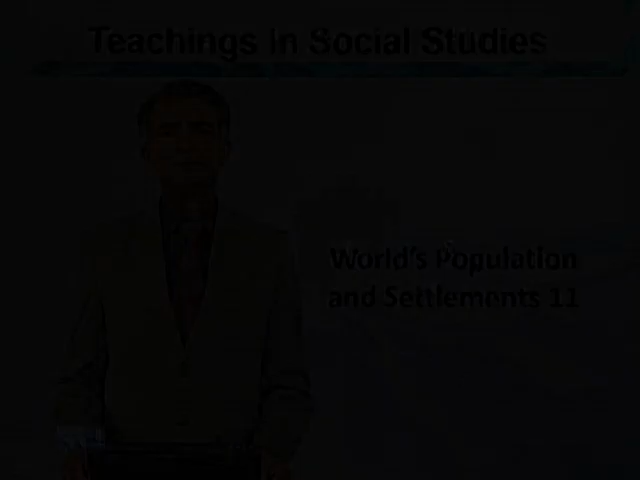 Teachings In Social Studies
World's Population
and Settlements 11